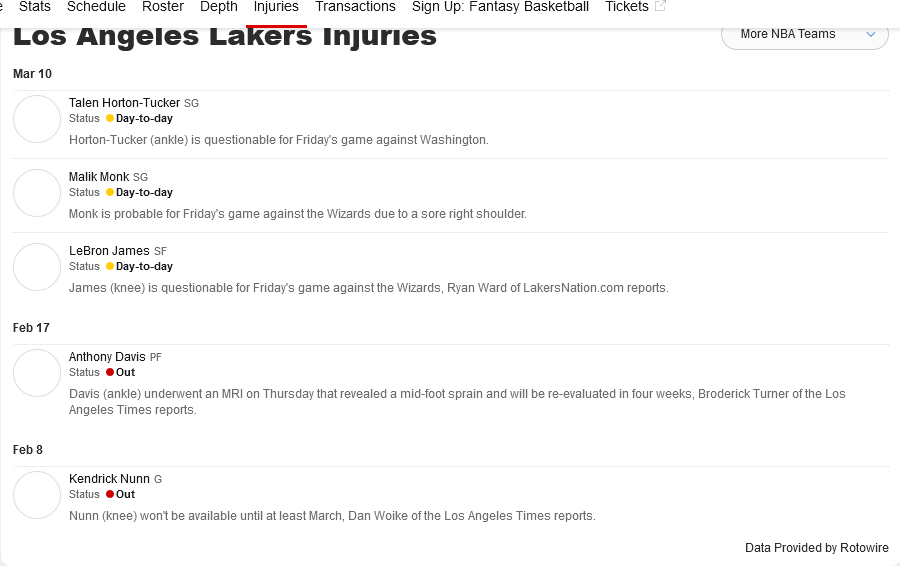 Stats Schedule Roster Depth Injuries Transactions Sign Up: Fantasy Basketball Tickets
Los Angeles Lakers Injuries
More NBA Teams
Mar 10
Talen Horton-Tucker SG
Status Day-to-day
Horton-Tucker (ankle) is questionable for Friday's game against Washington.
Malik Monk SG
Status Day-to-day
Monk is probable for Friday's game against the Wizards due to a sore right shoulder.
LeBron James SF
Status Day-to-day
James (knee) is questionable for Friday's game against the Wizards, Ryan Ward of LakersNation.com reports.
Feb 17
Anthony Davis PF
Status Out
Davis (ankle) underwent an MRI on Thursday that revealed a mid-foot sprain and will be re-evaluated in four weeks, Broderick Turner of the Los
Angeles Times reports.
Feb 8
Kendrick Nunn G
Status Out
Nunn (knee) won't be available until at least March, Dan Woike of the Los Angeles Times reports.
Data Provided by Rotowire